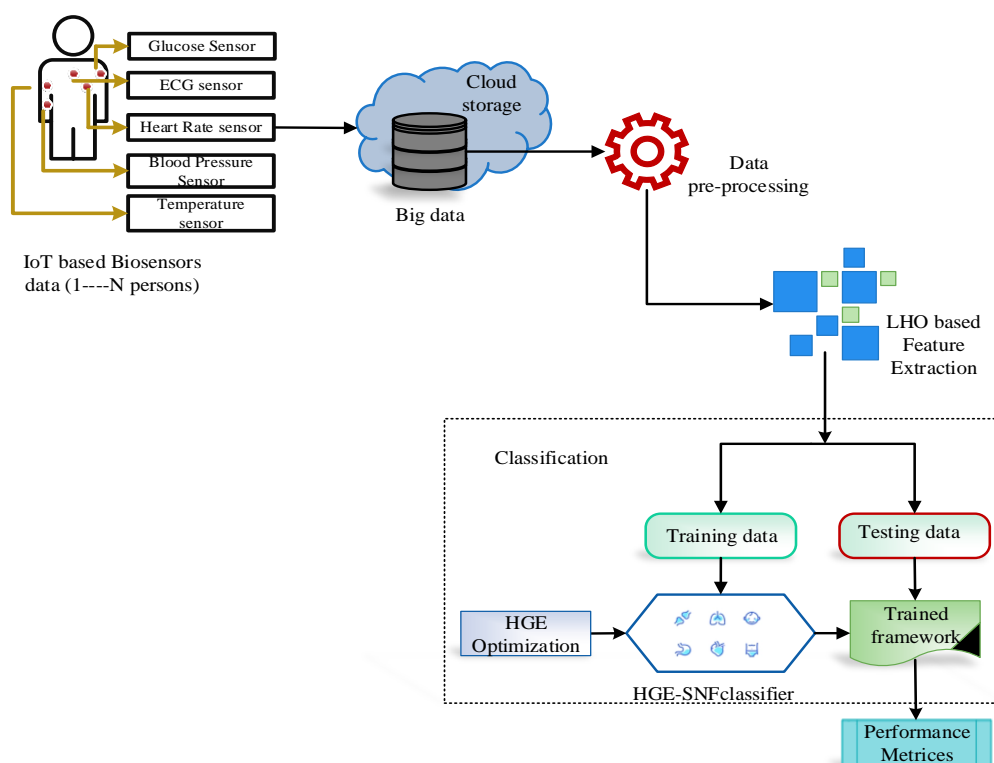 Glucose Sensor
ECG sensor
Heart Rate sensor
Blood Pressure
Sensor
Temperature
sensor
IoT based Biosensors
data (1----N persons)
Cloud
storage
Big data
Data
pre-processing
LHO based
Feature
Extraction
Classification
Training data
Testing data
HGE
Optimization
HGE-SNFclassifier
Trained
framework
Performance
Metrices